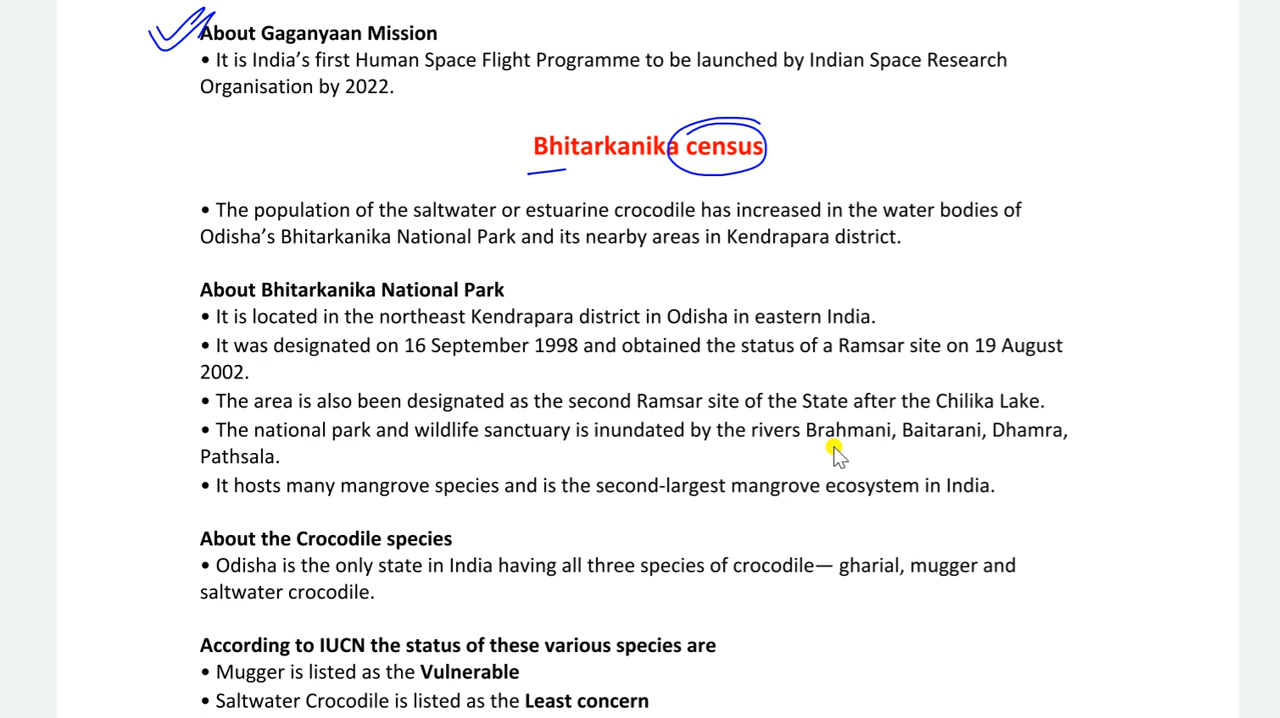 About Gaganyaan Mission
• It is India’s first Human Space Flight Programme to be launched by Indian Space Research
Organisation by 2022.
Bhitarkanika census
• The population of the saltwater or estuarine crocodile has increased in the water bodies of
Odisha’s Bhitarkanika National Park and its nearby areas in Kendrapara district.
About Bhitarkanika National Park
• It is located in the northeast Kendrapara district in Odisha in eastern India.
• It was designated on 16 September 1998 and obtained the status of a Ramsar site on 19 August
2002.
• The area is also been designated as the second Ramsar site of the State after the Chilika Lake.
• The national park and wildlife sanctuary is inundated by the rivers Brahmani, Baitarani, Dhamra,
Pathsala.
• It hosts many mangrove species and is the second-largest mangrove ecosystem in India.
About the Crocodile species
• Odisha is the only state in India having all three species of crocodile— gharial, mugger and
saltwater crocodile.
According to IUCN the status of these various species are
• Mugger is listed as the Vulnerable
• Saltwater Crocodile is listed as the Least concern